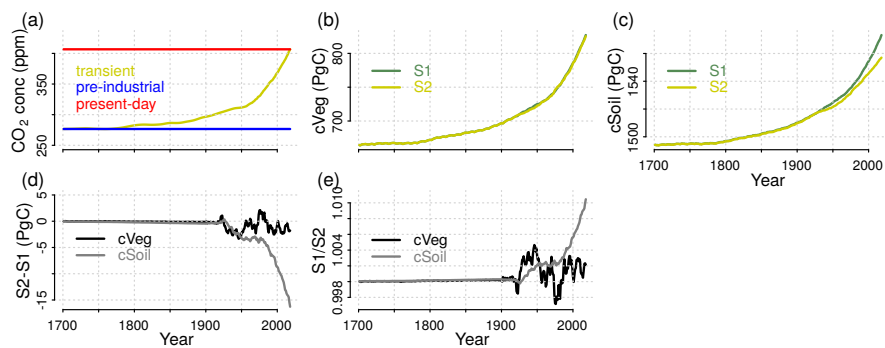 (a)
CO2 conc (ppm)
250
350
transient
pre-industrial
present-day
(b)
cVeg (PgC)
700
800
S1
S2
(c)
cSoil (PgC)
1500
1540
S1
S2
1700
1800
1900
2000
Year
(d)
S2-S1 (PgC)
5
-5
-15
cVeg
cSoil
1700
1800
1900
2000
Year
(e)
S1/S2
0.998
1.004
1.010
cVeg
cSoil
1700
1800
1900
2000
Year